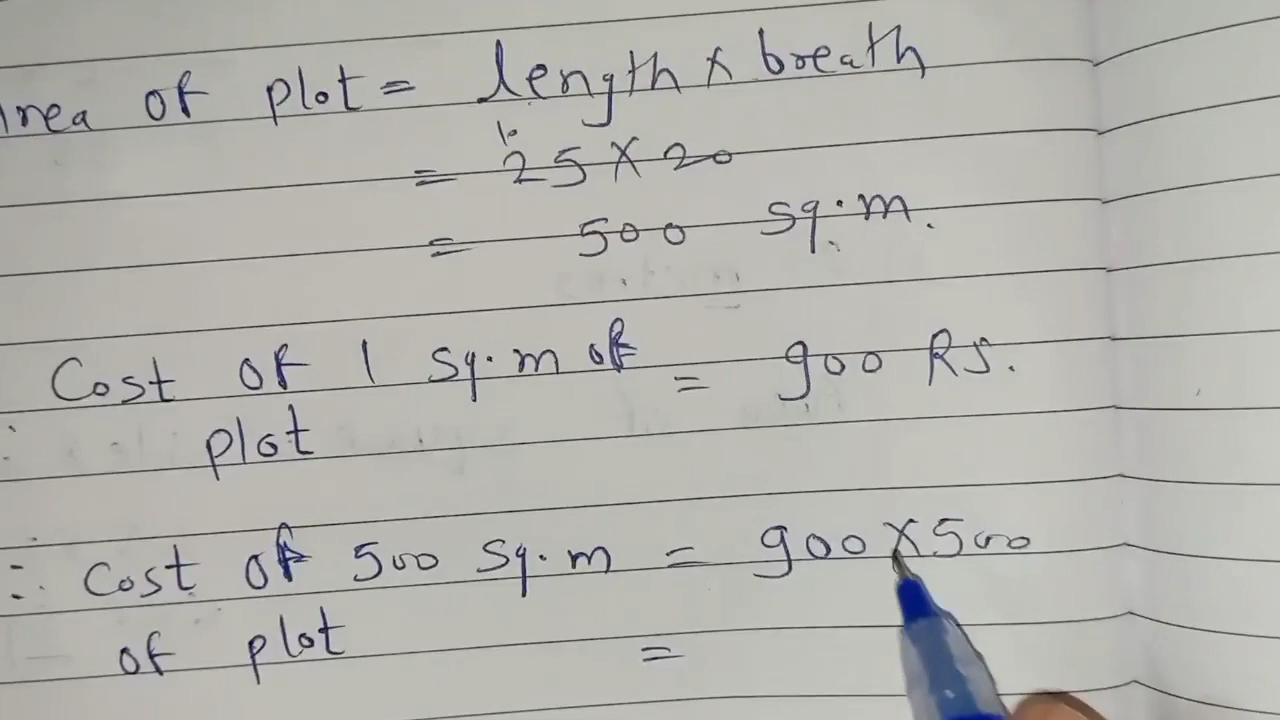 Area of plot = length × breath
10
= 25 × 20
= 500 sq.m.
Cost of 1 sq.m of = 900 Rs.
plot
∴ Cost of 500 sq.m = 900 × 500
of plot =